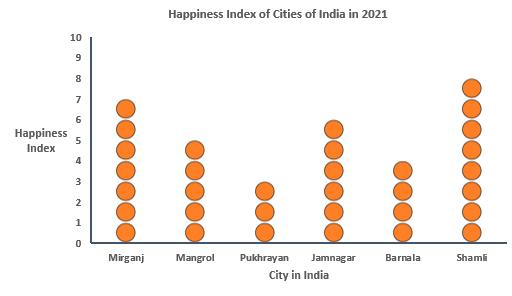 Happiness Index of Cities of India in 2021
10
9
8
7
6
5
4
3
2
1
0
Happiness
Index
Mirganj Mangrol Pukhrayan Jamnagar Barnala Shamli
City in India